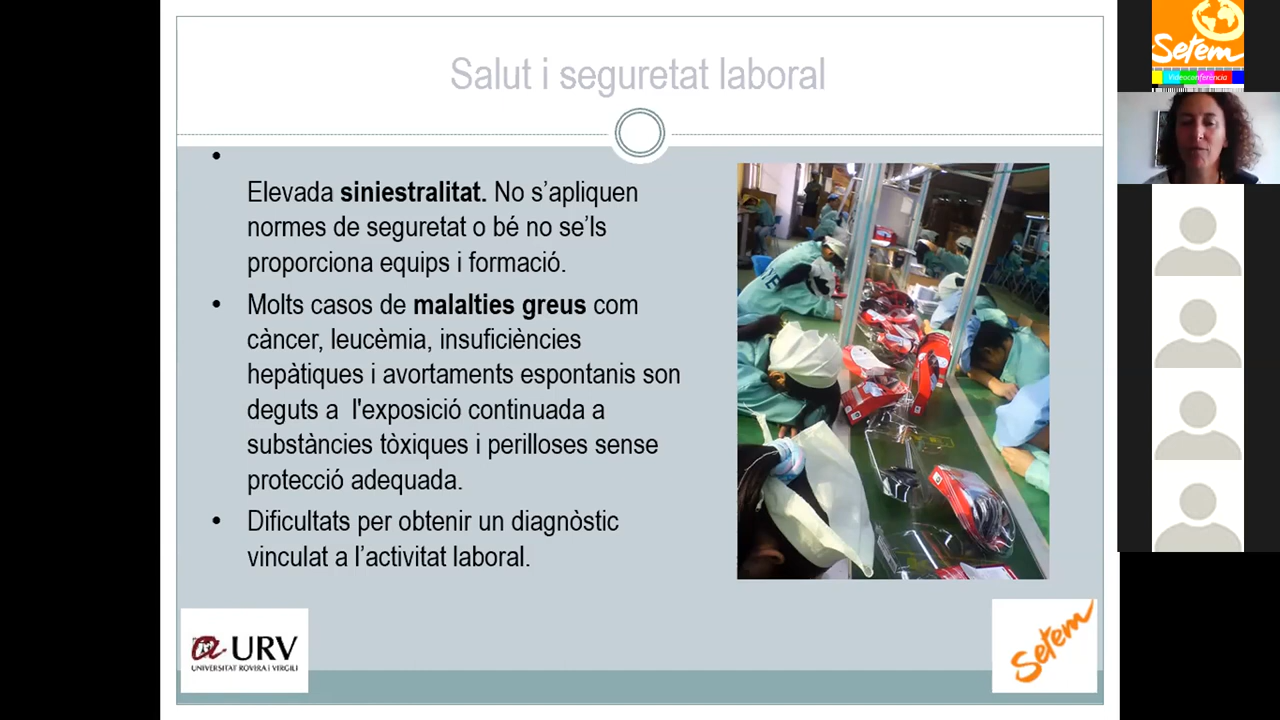 Salut i seguretat laboral
Elevada siniestralitat. No s’apliquen
normes de seguretat o bé no se’ls
proporciona equips i formació.
Molts casos de malalties greus com
càncer, leucèmia, insuficiències
hepàtiques i avortaments espontanis son
deguts a  l'exposició continuada a
substàncies tòxiques i perilloses sense
protecció adequada.
Dificultats per obtenir un diagnòstic
vinculat a l’activitat laboral.
URV
UNIVERSITAT ROVIRA i VIRGILI
Setem
Setem
Videoconferència